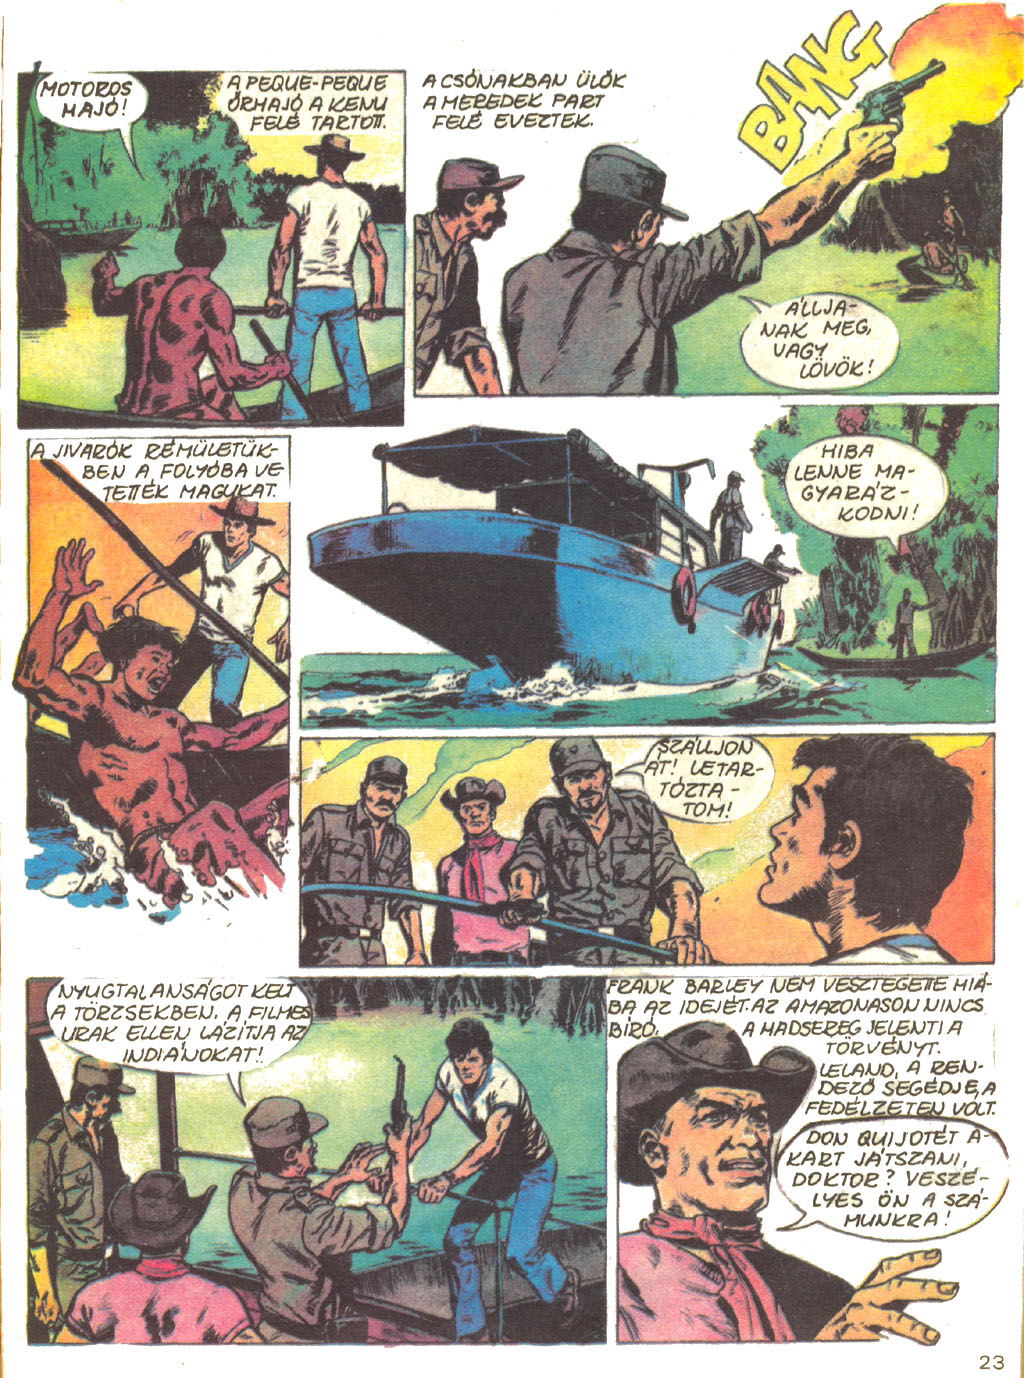 MOTOROS
HAJÓ!
A PEQUE-PEQUE
ŐRHAJÓ A KENU
FELÉ TARTOTT.
A CSÓNAKBAN ÜLŐK
A MEREDEK PART
FELÉ EVEZTEK.
BANG
ÁLLJA-
NAK MEG,
VAGY
LÖVÖK!
A JIVARÓK RÉMÜLETÜK-
BEN A FOLYÓBA VE-
TETTÉK MAGUKAT.
HIBA
LENNE MA-
GYARÁZ-
KODNI!
SZÁLLJON
ÁT! LETAR-
TÓZTA-
TOM!
NYUGTALANSÁGOT KELT
A TÖRZSEKBEN. A FILMES
URAK ELLEN LÁZÍTJA AZ
INDIÁNOKAT!
FRANK BARLEY NEM VESZTEGETTE HIÁ-
BA AZ IDEJÉT. AZ AMAZONASON NINCS
BÍRÓ. A HADSEREG JELENTI A
TÖRVÉNYT.
LELAND, A REN-
DEZŐ SEGÉDJE, A
FEDÉLZETEN VOLT.
DON QUIJOTÉT A-
KART JÁTSZANI,
DOKTOR? VESZÉ-
LYES ÖN A SZÁ-
MUNKRA!
23